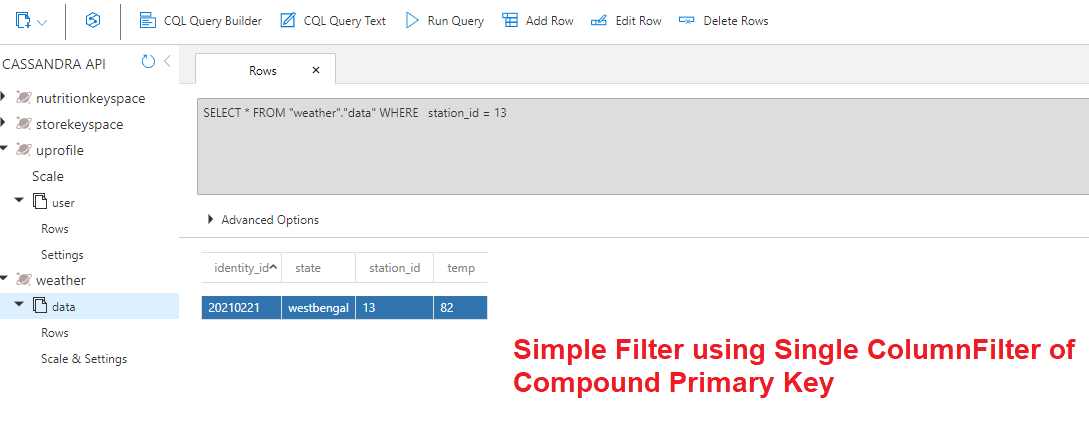 CQL Query Builder
CQL Query Text
Run Query
Add Row
Edit Row
Delete Rows
CASSANDRA API
nutritionkeyspace
storekeyspace
uprofile
Scale
user
Rows
Settings
weather
data
Rows
Scale & Settings
Rows
SELECT * FROM "weather"."data" WHERE station_id = 13
Advanced Options
identity_id state station_id temp
20210221 westbengal 13 82
Simple Filter using Single ColumnFilter of
Compound Primary Key